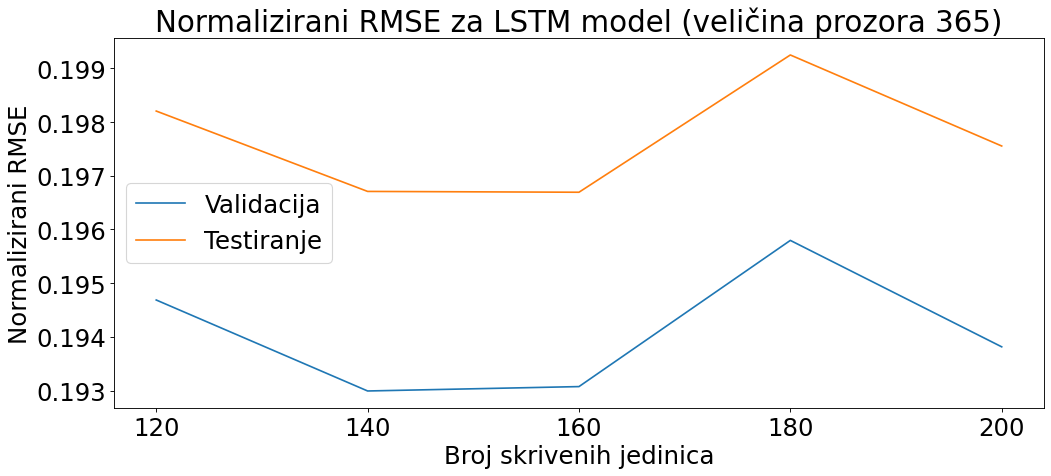 Normalizirani RMSE za LSTM model (veličina prozora 365)
Normalizirani RMSE
0.199
0.198
0.197
0.196
0.195
0.194
0.193
Validacija
Testiranje
120 140 160 180 200
Broj skrivenih jedinica